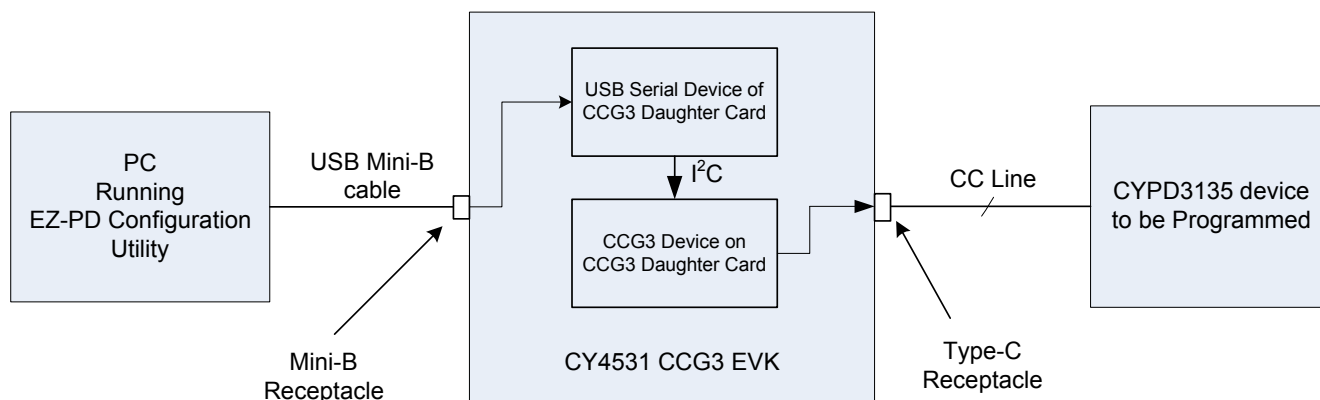 PC
Running
EZ-PD Configuration
Utility
USB Mini-B
cable
Mini-B
Receptacle
USB Serial Device of
CCG3 Daughter Card
I²C
CCG3 Device on
CCG3 Daughter Card
CY4531 CCG3 EVK
CC Line
Type-C
Receptacle
CYPD3135 device
to be Programmed